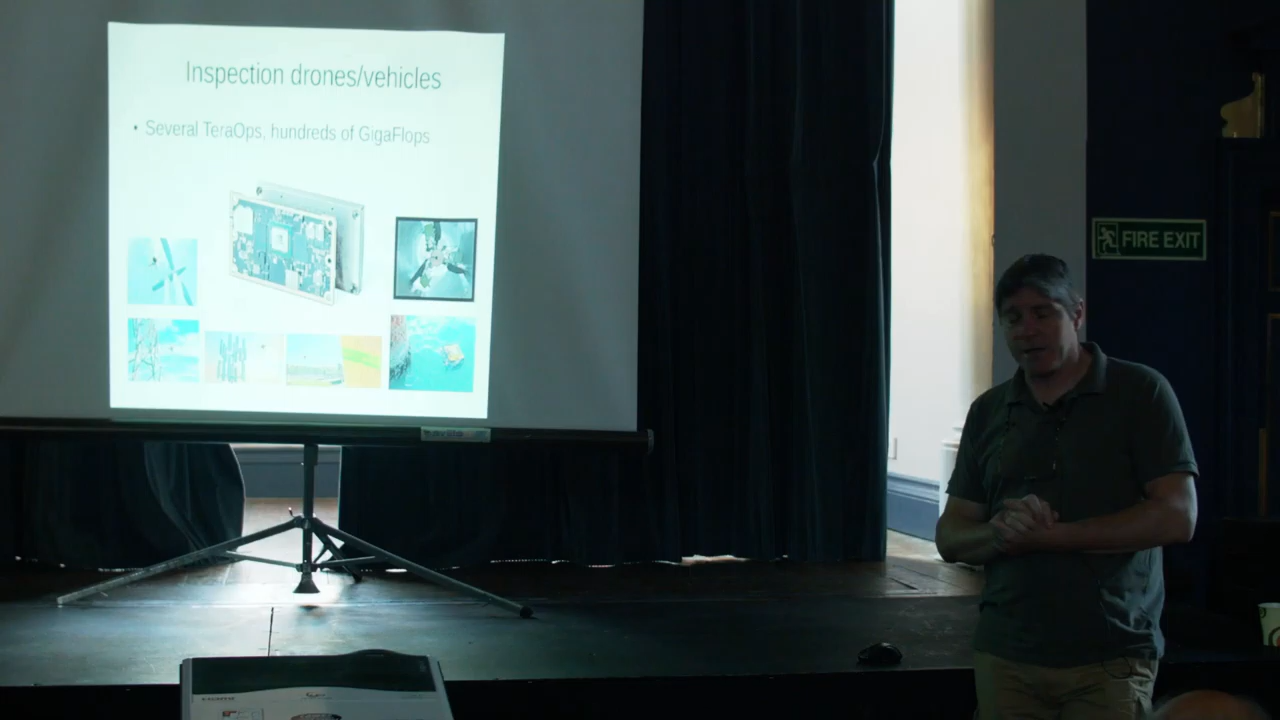 Inspection drones/vehicles
• Several TeraOps, hundreds of GigaFlops
FIRE EXIT